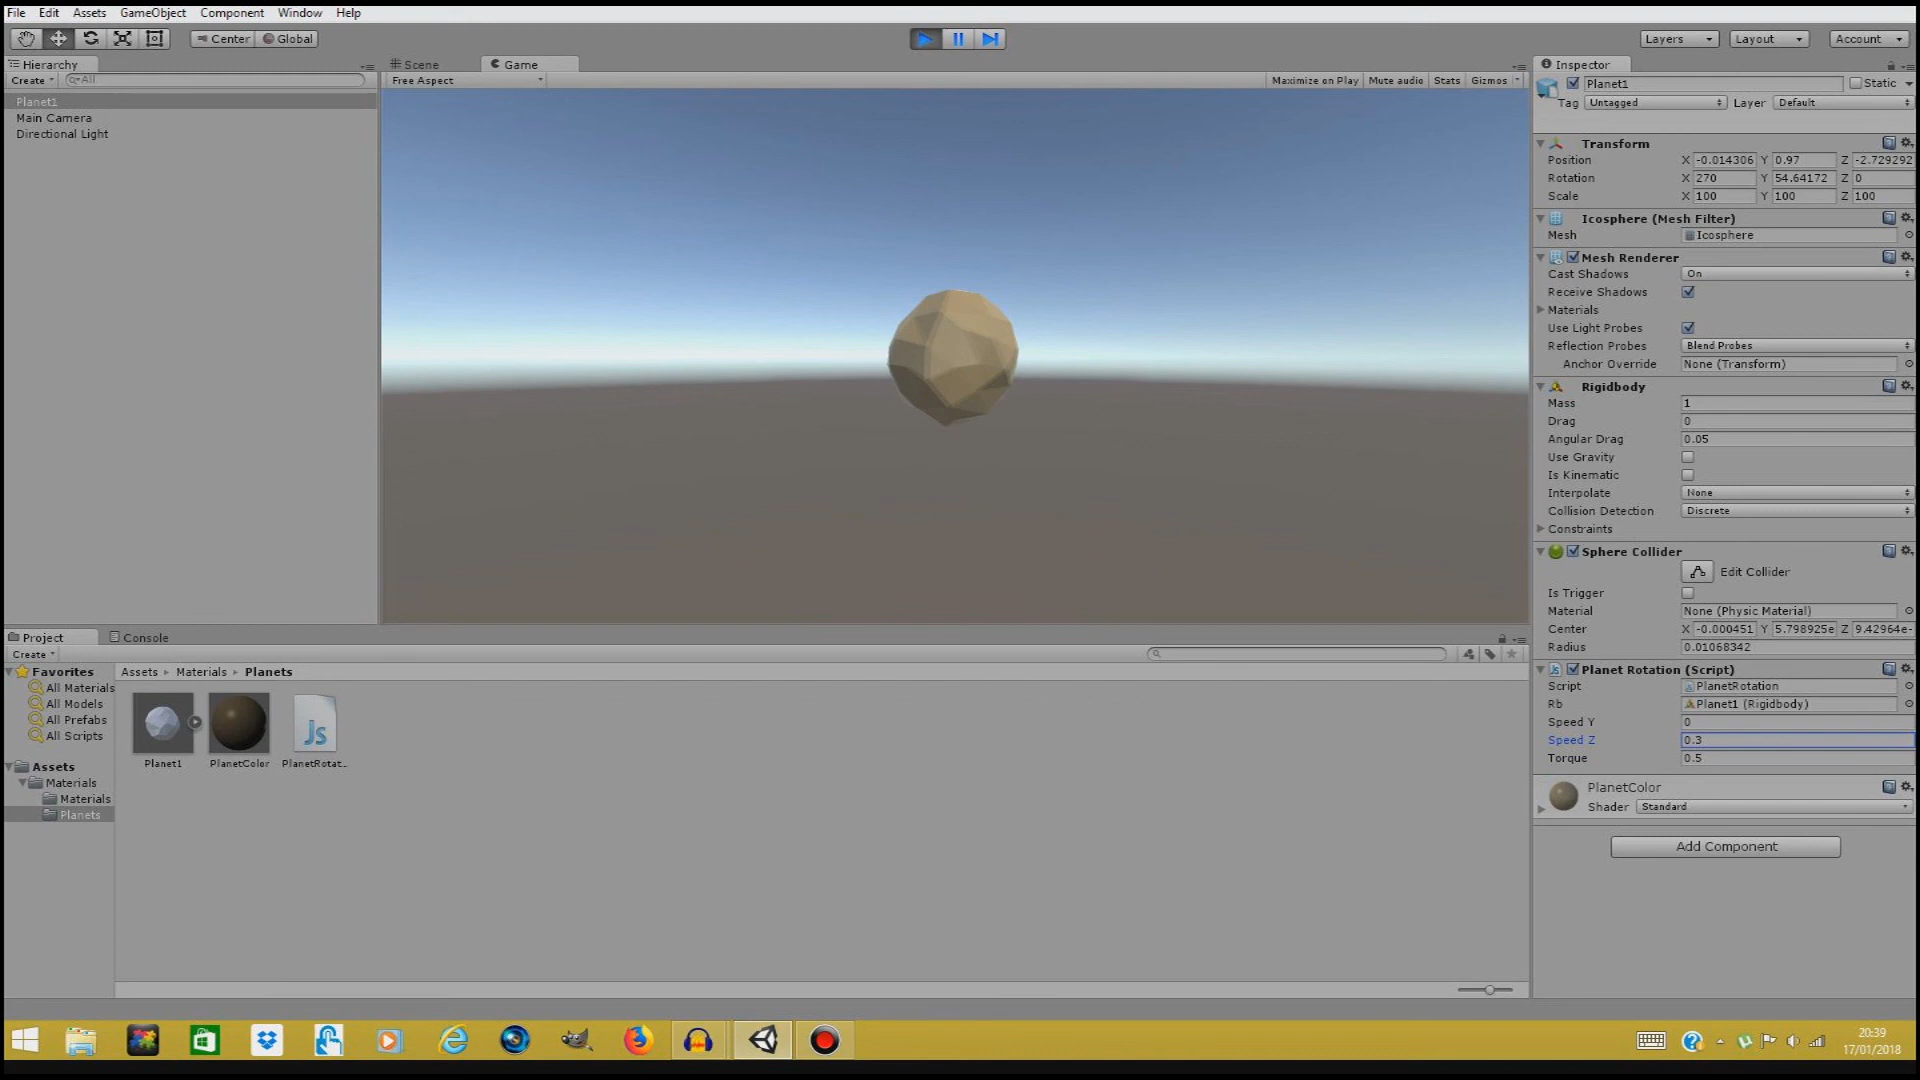 File Edit Assets GameObject Component Window Help
Center Global
Layers Layout Account
Hierarchy
Create All
Planet1
Main Camera
Directional Light
Scene Game
Free Aspect Maximize on Play Mute audio Stats Gizmos
Inspector
Planet1 Static
Tag Untagged Layer Default
Transform
Position X -0.014306 Y 0.97 Z -2.729292
Rotation X 270 Y 54.64172 Z 0
Scale X 100 Y 100 Z 100
Icosphere (Mesh Filter)
Mesh Icosphere
Mesh Renderer
Cast Shadows On
Receive Shadows
Materials
Use Light Probes
Reflection Probes Blend Probes
Anchor Override None (Transform)
Rigidbody
Mass 1
Drag 0
Angular Drag 0.05
Use Gravity
Is Kinematic
Interpolate None
Collision Detection Discrete
Constraints
Sphere Collider
Edit Collider
Is Trigger
Material None (Physic Material)
Center X -0.000451 Y 5.798925e Z 9.42964e-
Radius 0.01068342
Planet Rotation (Script)
Script PlanetRotation
Rb Planet1 (Rigidbody)
Speed Y 0
Speed Z 0.3
Torque 0.5
PlanetColor
Shader Standard
Add Component
Project Console
Create
Favorites
All Materials
All Models
All Prefabs
All Scripts
Assets
Materials
Materials
Planets
Assets Materials Planets
Js
Planet1 PlanetColor PlanetRotat..
20:39
17/01/2018